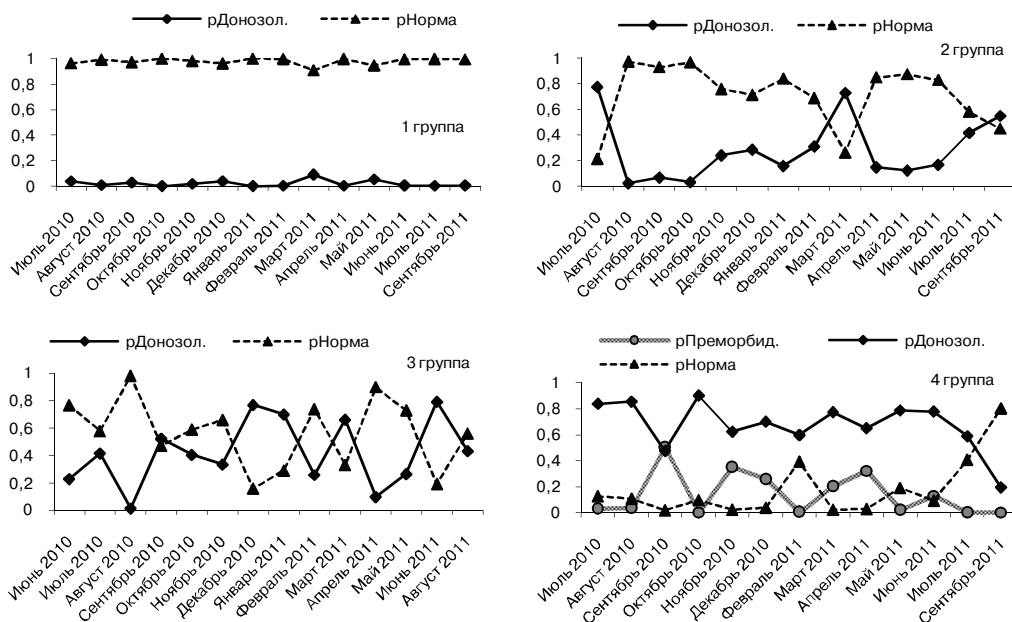 рДонозол. рНорма
1 группа
1
0,8
0,6
0,4
0,2
0
Июль 2010
Август 2010
Сентябрь 2010
Октябрь 2010
Ноябрь 2010
Декабрь 2010
Январь 2011
Февраль 2011
Март 2011
Апрель 2011
Май 2011
Июнь 2011
Июль 2011
Сентябрь 2011
рДонозол. рНорма
2 группа
1
0,8
0,6
0,4
0,2
0
Июль 2010
Август 2010
Сентябрь 2010
Октябрь 2010
Ноябрь 2010
Декабрь 2010
Январь 2011
Февраль 2011
Март 2011
Апрель 2011
Май 2011
Июнь 2011
Июль 2011
Сентябрь 2011
рДонозол. рНорма
3 группа
1
0,8
0,6
0,4
0,2
0
Июнь 2010
Июль 2010
Август 2010
Сентябрь 2010
Октябрь 2010
Ноябрь 2010
Декабрь 2010
Январь 2011
Февраль 2011
Март 2011
Апрель 2011
Май 2011
Июнь 2011
Август 2011
рПреморбид. рДонозол.
рНорма
4 группа
1
0,8
0,6
0,4
0,2
0
Июль 2010
Август 2010
Сентябрь 2010
Октябрь 2010
Ноябрь 2010
Декабрь 2010
Февраль 2011
Март 2011
Апрель 2011
Май 2011
Июнь 2011
Июль 2011
Сентябрь 2011